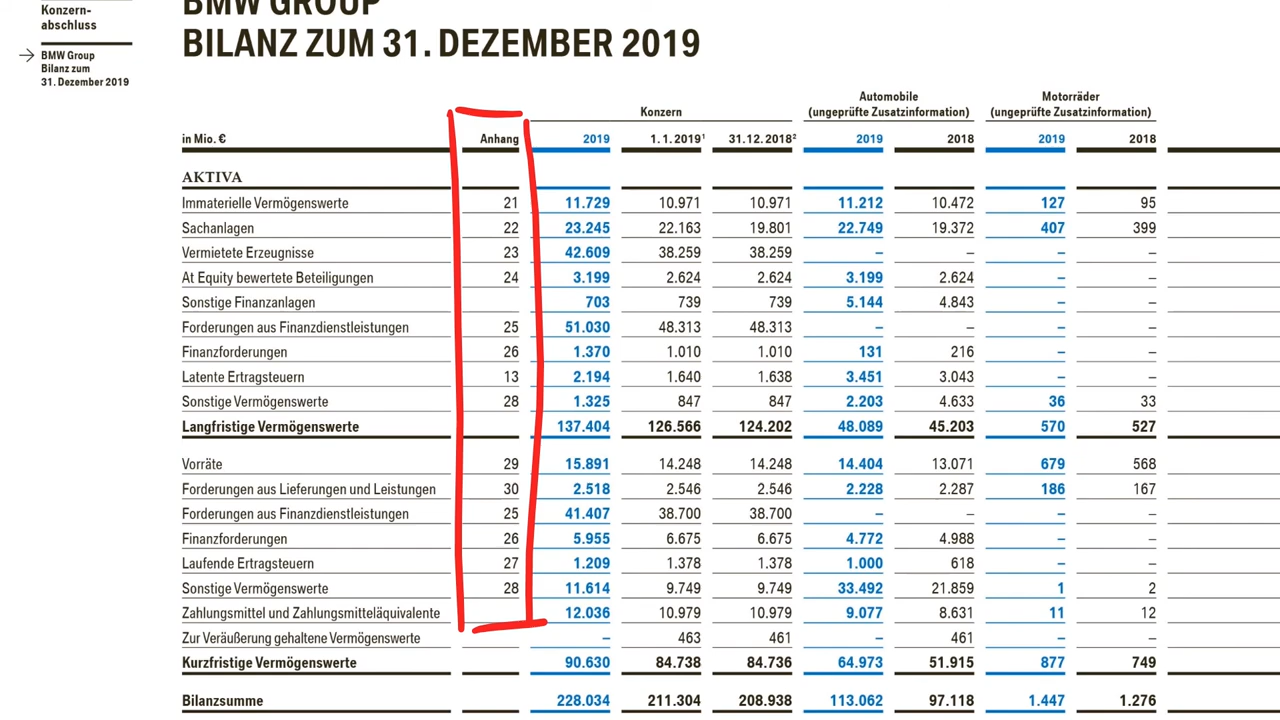 Konzern-
abschluss
BMW Group
Bilanz zum
31. Dezember 2019
BMW GROUP
BILANZ ZUM 31. DEZEMBER 2019
Automobile Motorräder
Konzern (ungeprüfte Zusatzinformation) (ungeprüfte Zusatzinformation)
in Mio. € Anhang 2019 1. 1. 2019¹ 31.12. 2018² 2019 2018 2019 2018
AKTIVA
Immaterielle Vermögenswerte 21 11.729 10.971 10.971 11.212 10.472 127 95
Sachanlagen 22 23.245 22.163 19.801 22.749 19.372 407 399
Vermietete Erzeugnisse 23 42.609 38.259 38.259 – – – –
At Equity bewertete Beteiligungen 24 3.199 2.624 2.624 3.199 2.624 – –
Sonstige Finanzanlagen 703 739 739 5.144 4.843 – –
Forderungen aus Finanzdienstleistungen 25 51.030 48.313 48.313 – – – –
Finanzforderungen 26 1.370 1.010 1.010 131 216 – –
Latente Ertragsteuern 13 2.194 1.640 1.638 3.451 3.043 – –
Sonstige Vermögenswerte 28 1.325 847 847 2.203 4.633 36 33
Langfristige Vermögenswerte 137.404 126.566 124.202 48.089 45.203 570 527
Vorräte 29 15.891 14.248 14.248 14.404 13.071 679 568
Forderungen aus Lieferungen und Leistungen 30 2.518 2.546 2.546 2.228 2.287 186 167
Forderungen aus Finanzdienstleistungen 25 41.407 38.700 38.700 – – – –
Finanzforderungen 26 5.955 6.675 6.675 4.772 4.988 – –
Laufende Ertragsteuern 27 1.209 1.378 1.378 1.000 618 – –
Sonstige Vermögenswerte 28 11.614 9.749 9.749 33.492 21.859 1 2
Zahlungsmittel und Zahlungsmitteläquivalente 12.036 10.979 10.979 9.077 8.631 11 12
Zur Veräußerung gehaltene Vermögenswerte – 463 461 – 461 – –
Kurzfristige Vermögenswerte 90.630 84.738 84.736 64.973 51.915 877 749
Bilanzsumme 228.034 211.304 208.938 113.062 97.118 1.447 1.276